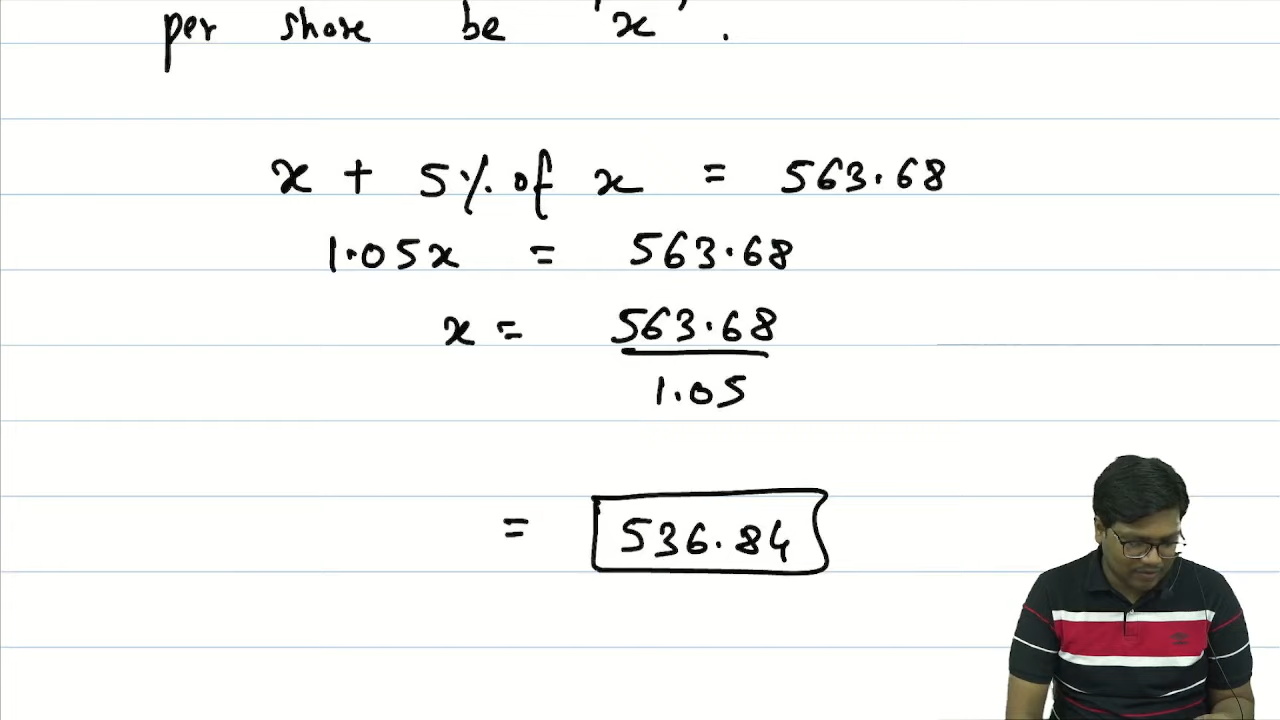 per share be 'x'.
x + 5% of x = 563.68
1.05x = 563.68
x = 563.68
1.05
= 536.84